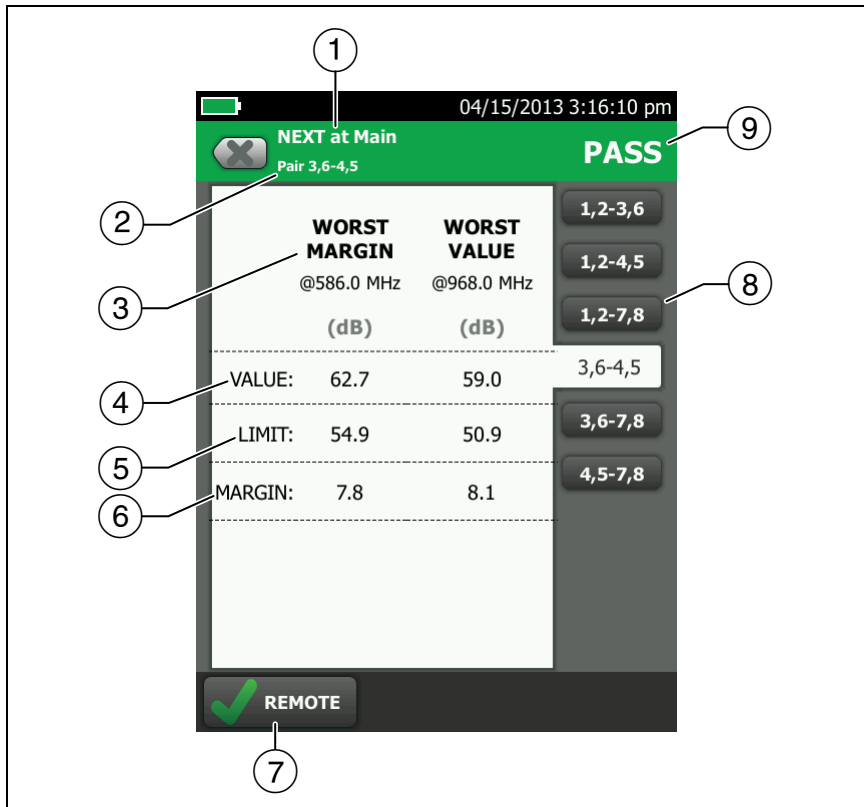 1
04/15/2013 3:16:10 pm
NEXT at Main
PASS
9
Pair 3,6-4,5
2
WORST MARGIN
WORST VALUE
@586.0 MHz
@968.0 MHz
(dB)
(dB)
3
1,2-3,6
1,2-4,5
1,2-7,8
3,6-4,5
3,6-7,8
4,5-7,8
8
VALUE: 62.7 59.0
4
LIMIT: 54.9 50.9
5
MARGIN: 7.8 8.1
6
REMOTE
7